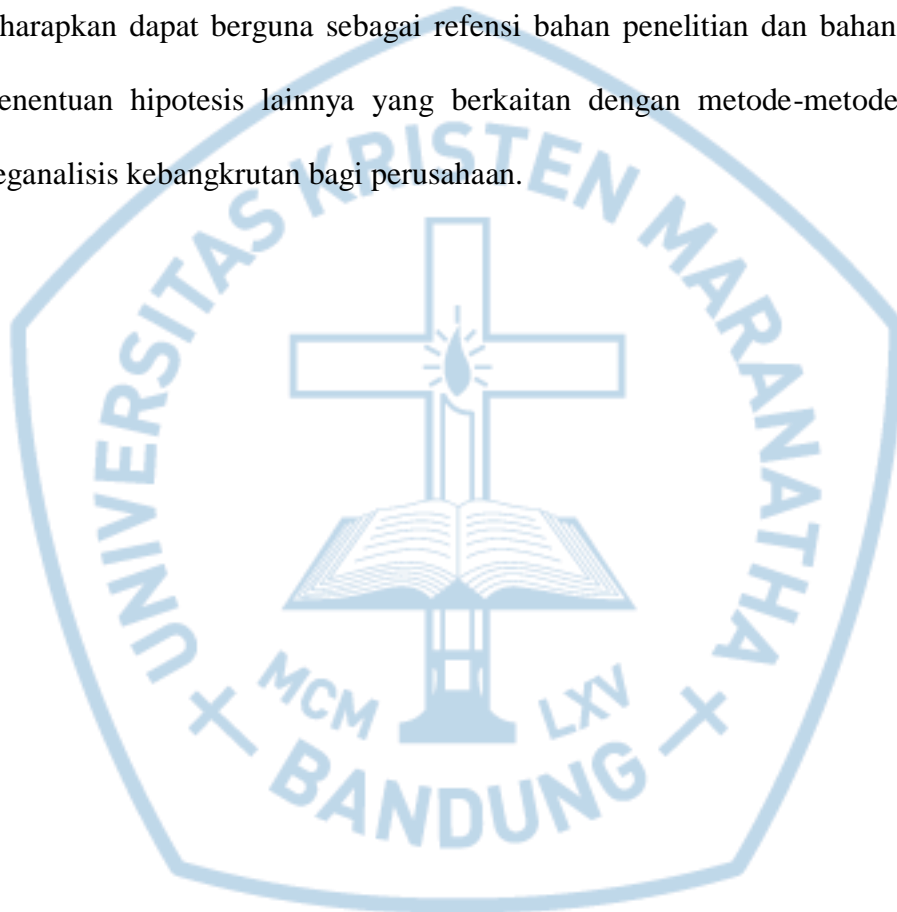 harapkan dapat berguna sebagai refensi bahan penelitian dan bahan
enentuan hipotesis lainnya yang berkaitan dengan metode-metode
eganalisis kebangkrutan bagi perusahaan.
UNIVERSITAS KRISTEN MARANATHA
MCM LXV
BANDUNG